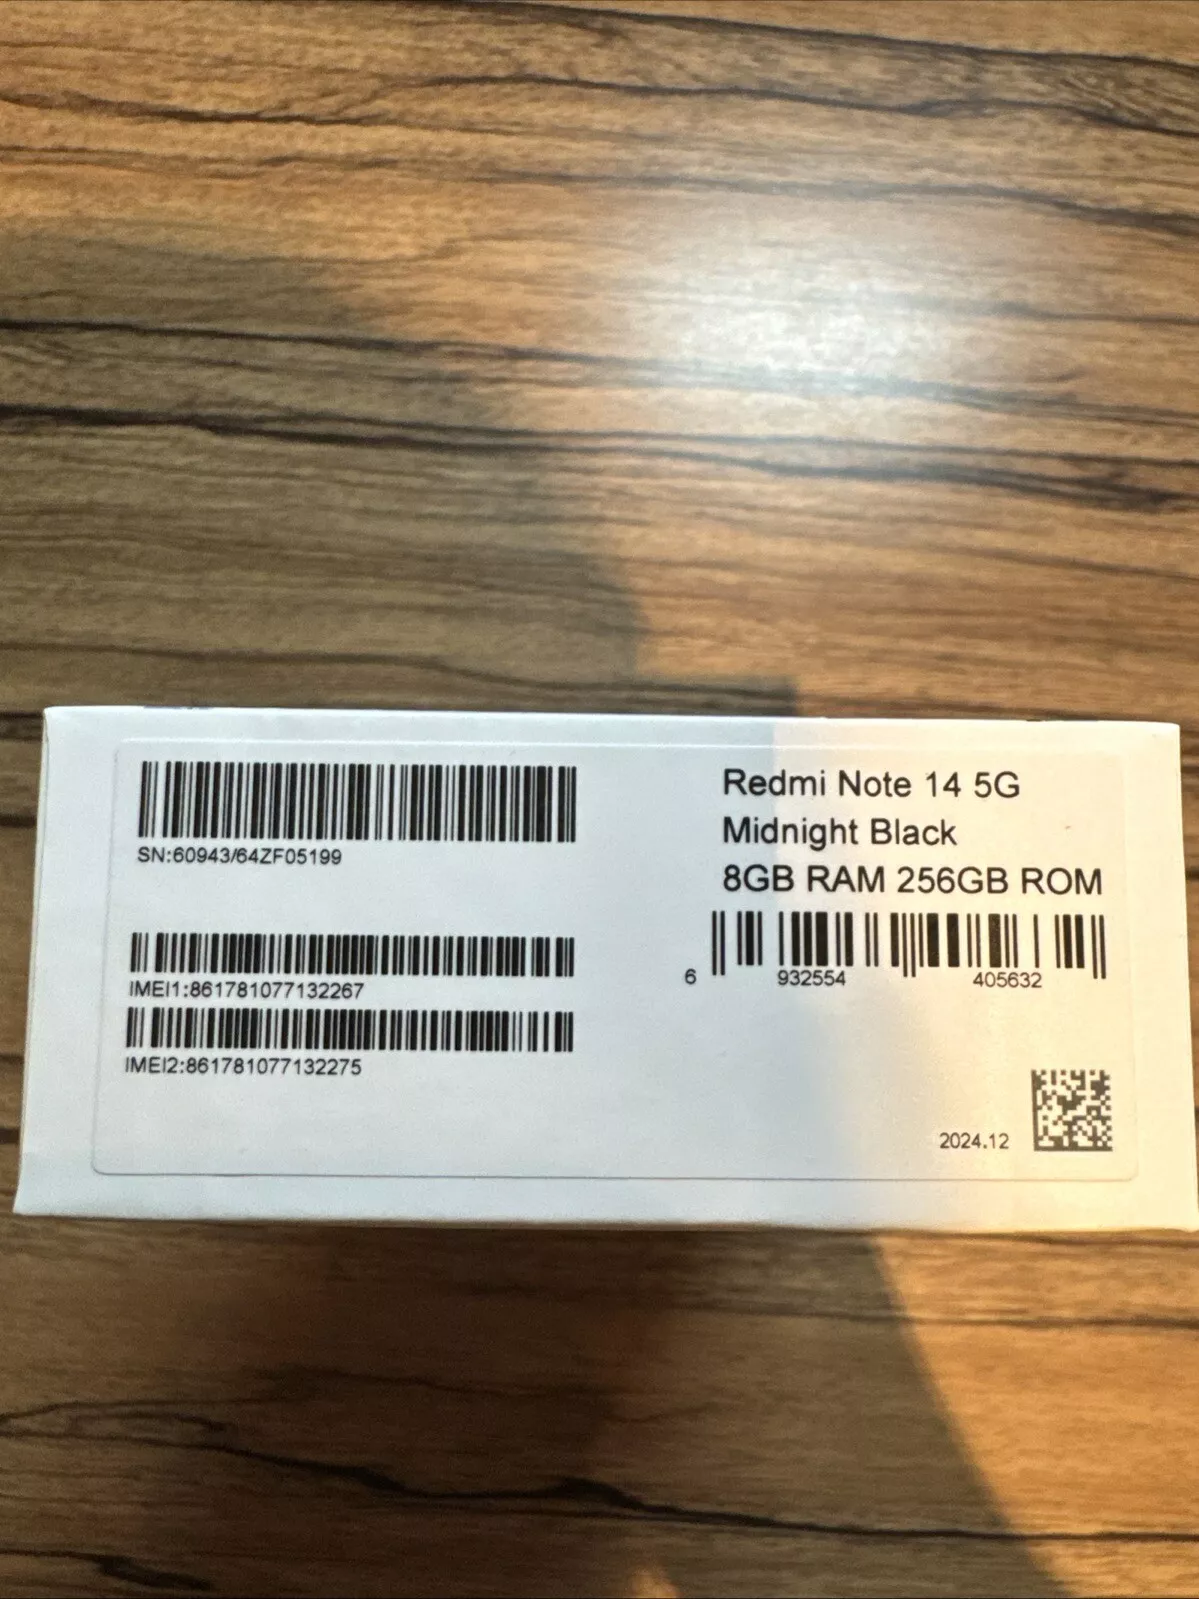 SN:60943/64ZF05199
IMEI1:861781077132267
IMEI2:861781077132275
Redmi Note 14 5G
Midnight Black
8GB RAM 256GB ROM
6 932554 405632
2024.12